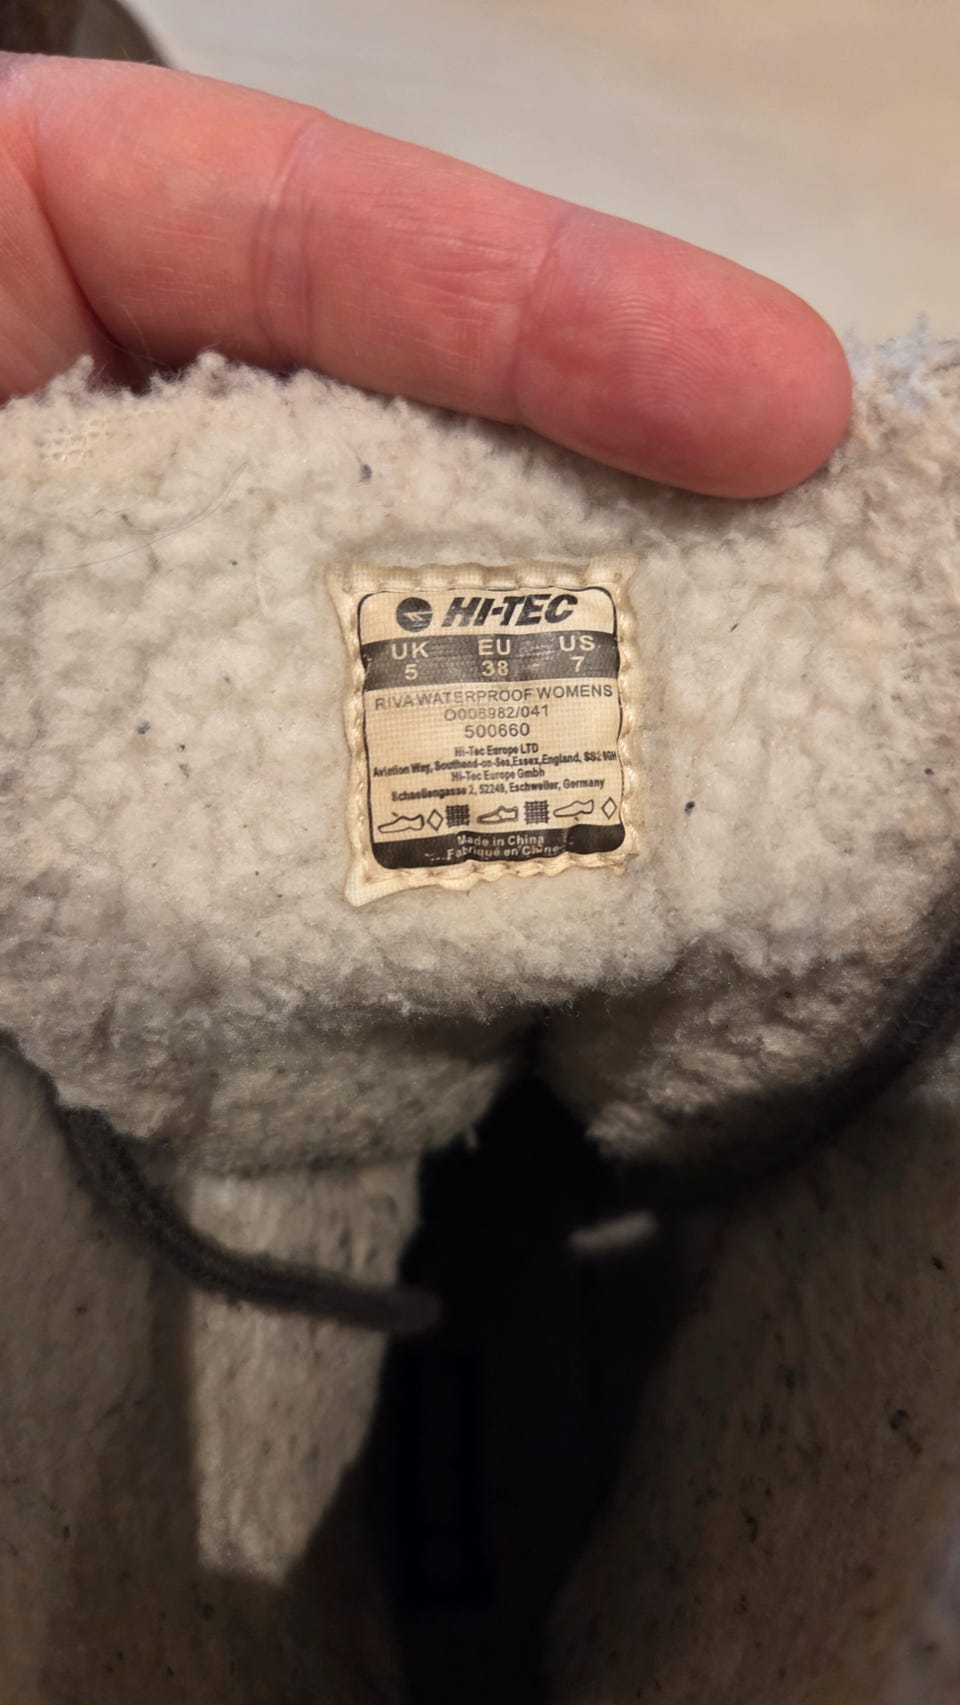 HI-TEC
UK EU US
5 38 7
RIVA WATERPROOF WOMENS
O006982/041
500660
Hi-Tec Europe LTD
Aviation Way, Southend-on-Sea, Essex, England, SS2 6GH
Hi-Tec Europe Gmbh
Schnellengasse 2, 52249, Eschweiler, Germany
Made in China
Fabriqué en Chine